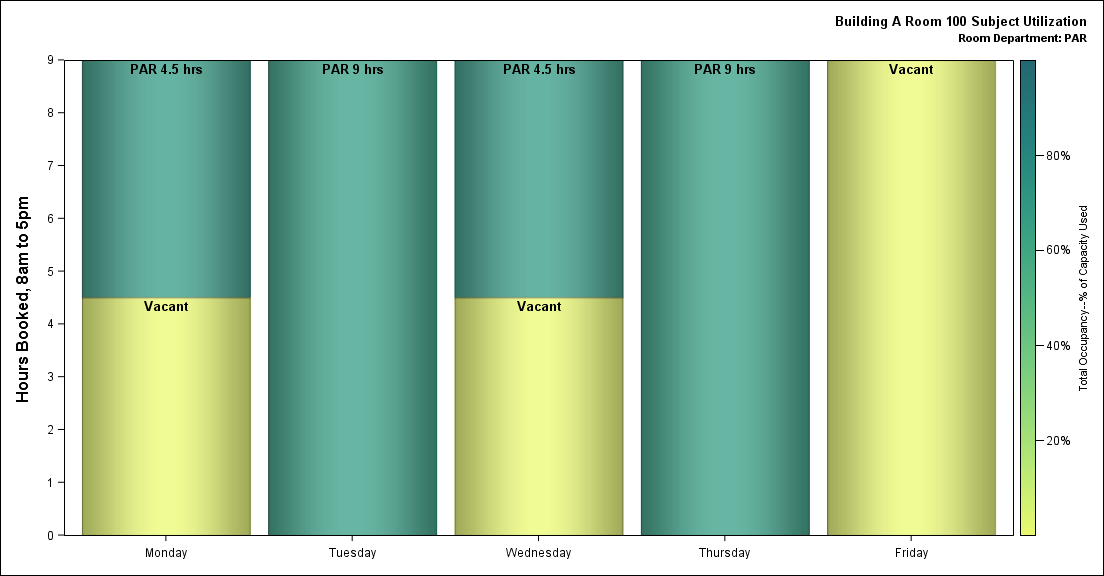 Building A Room 100 Subject Utilization
Room Department: PAR
Hours Booked, 8am to 5pm
9
8
7
6
5
4
3
2
1
0
PAR 4.5 hrs
PAR 9 hrs
PAR 4.5 hrs
PAR 9 hrs
Vacant
Vacant
Vacant
Monday
Tuesday
Wednesday
Thursday
Friday
80%
60%
40%
20%
Total Occupancy--% of Capacity Used